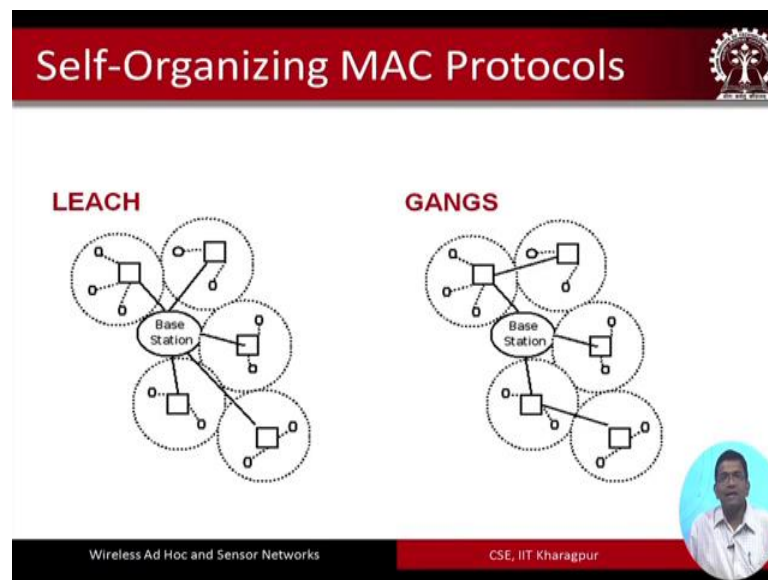 Self-Organizing MAC Protocols
LEACH
GANGS
Base
Station
Base
Station
Wireless Ad Hoc and Sensor Networks
CSE, IIT Kharagpur